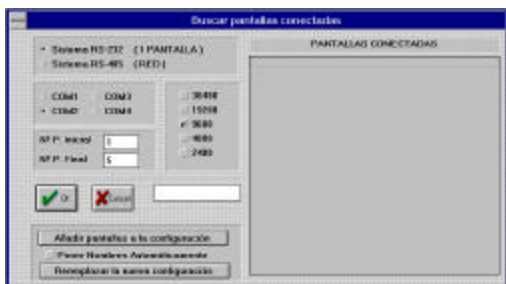 Buscar pantallas conectadas
Sistema RS-232 (1 PANTALLA)
Sistema RS-485 (RED)
PANTALLAS CONECTADAS
COM1 COM3
COM2 COM4
38400
19200
9600
4800
2400
Nº P. Inicial 1
Nº P. Final 5
Ok
Cancel
Añadir pantallas a la configuración
Poner Nombres Automáticamente
Reemplazar la nueva configuración